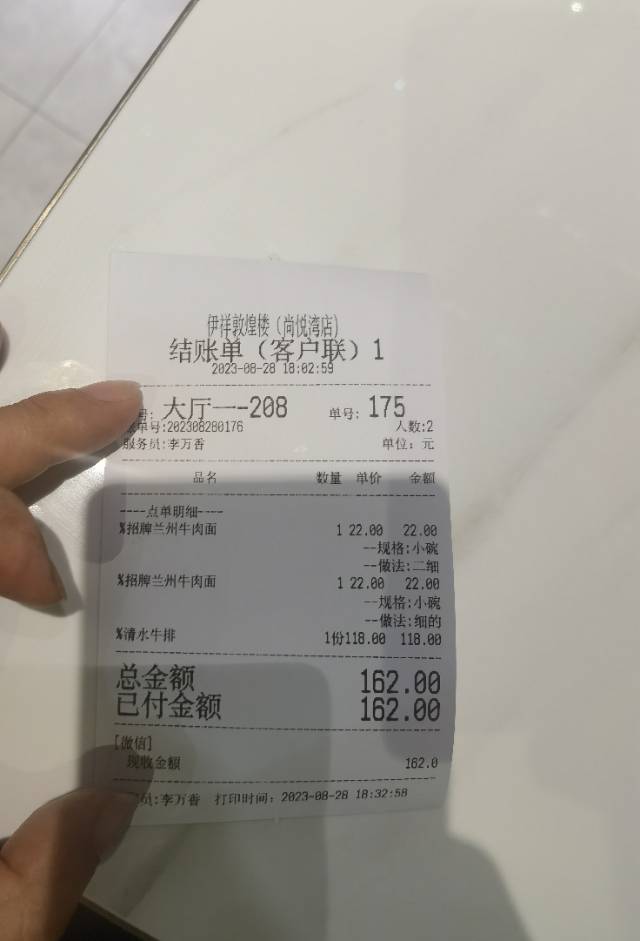 伊祥敦煌楼（尚悦湾店）
结账单（客户联）1
2023-08-28 18:02:59
号: 大厅一-208 单号: 175
单号:202308280176 人数:2
服务员:李万香 单位: 元
品名 数量 单价 金额
----点单明细----
%招牌兰州牛肉面 1 22.00 22.00
--规格:小碗
--做法:二细
%招牌兰州牛肉面 1 22.00 22.00
--规格:小碗
--做法:细的
%清水牛排 1份118.00 118.00
总金额 162.00
已付金额 162.00
[微信]
现收金额 162.0
员:李万香 打印时间: 2023-08-28 18:32:58